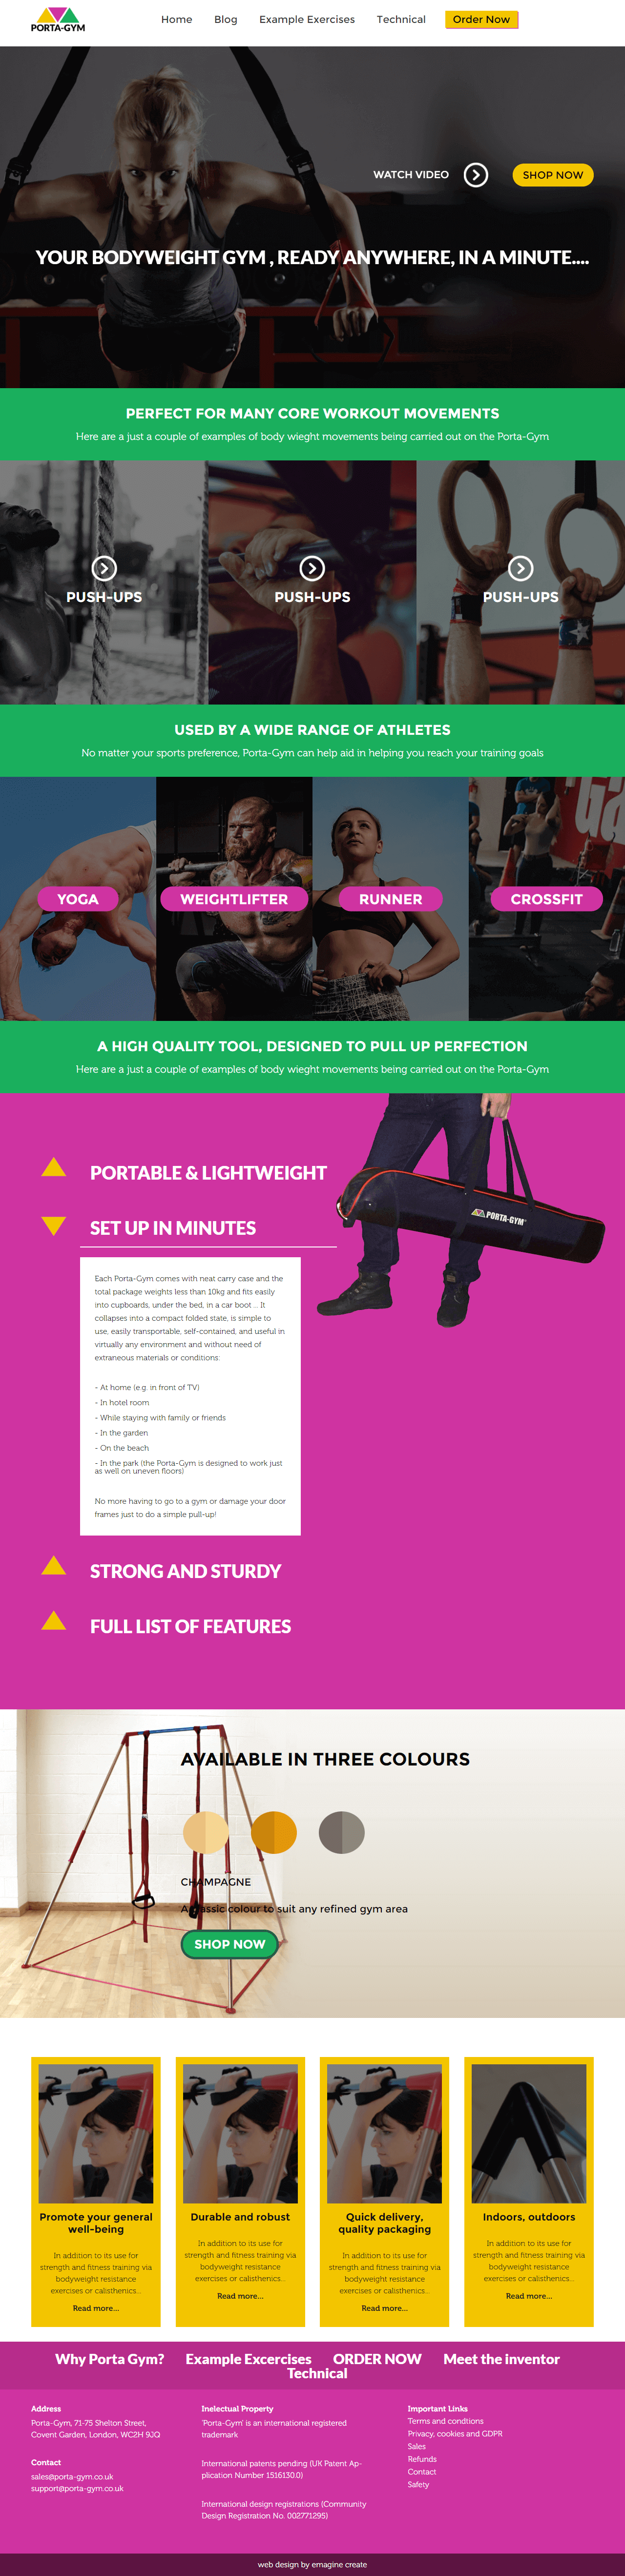 PORTA-GYM
Home Blog Example Exercises Technical Order Now
WATCH VIDEO SHOP NOW
YOUR BODYWEIGHT GYM , READY ANYWHERE, IN A MINUTE....
PERFECT FOR MANY CORE WORKOUT MOVEMENTS
Here are a just a couple of examples of body wieght movements being carried out on the Porta-Gym
PUSH-UPS PUSH-UPS PUSH-UPS
USED BY A WIDE RANGE OF ATHLETES
No matter your sports preference, Porta-Gym can help aid in helping you reach your training goals
YOGA WEIGHTLIFTER RUNNER CROSSFIT
A HIGH QUALITY TOOL, DESIGNED TO PULL UP PERFECTION
Here are a just a couple of examples of body wieght movements being carried out on the Porta-Gym
PORTABLE & LIGHTWEIGHT
PORTA-GYM
SET UP IN MINUTES
Each Porta-Gym comes with neat carry case and the
total package weights less than 10kg and fits easily
into cupboards, under the bed, in a car boot ... It
collapses into a compact folded state, is simple to
use, easily transportable, self-contained, and useful in
virtually any environment and without need of
extraneous materials or conditions:
- At home (e.g. in front of TV)
- In hotel room
- While staying with family or friends
- In the garden
- On the beach
- In the park (the Porta-Gym is designed to work just
as well on uneven floors)
No more having to go to a gym or damage your door
frames just to do a simple pull-up!
STRONG AND STURDY
FULL LIST OF FEATURES
AVAILABLE IN THREE COLOURS
CHAMPAGNE
A classic colour to suit any refined gym area
SHOP NOW
Promote your general
well-being
In addition to its use for
strength and fitness training via
bodyweight resistance
exercises or calisthenics...
Read more...
Durable and robust
In addition to its use for
strength and fitness training via
bodyweight resistance
exercises or calisthenics...
Read more...
Quick delivery,
quality packaging
In addition to its use for
strength and fitness training via
bodyweight resistance
exercises or calisthenics...
Read more...
Indoors, outdoors
In addition to its use for
strength and fitness training via
bodyweight resistance
exercises or calisthenics...
Read more...
Why Porta Gym? Example Excercises ORDER NOW Meet the inventor
Technical
Address
Porta-Gym, 71-75 Shelton Street,
Covent Garden, London, WC2H 9JQ
Contact
sales@porta-gym.co.uk
support@porta-gym.co.uk
Inelectual Property
'Porta-Gym' is an international registered
trademark
International patents pending (UK Patent Ap-
plication Number 1516130.0)
International design registrations (Community
Design Registration No. 002771295)
Important Links
Terms and condtions
Privacy, cookies and GDPR
Sales
Refunds
Contact
Safety
web design by emagine create